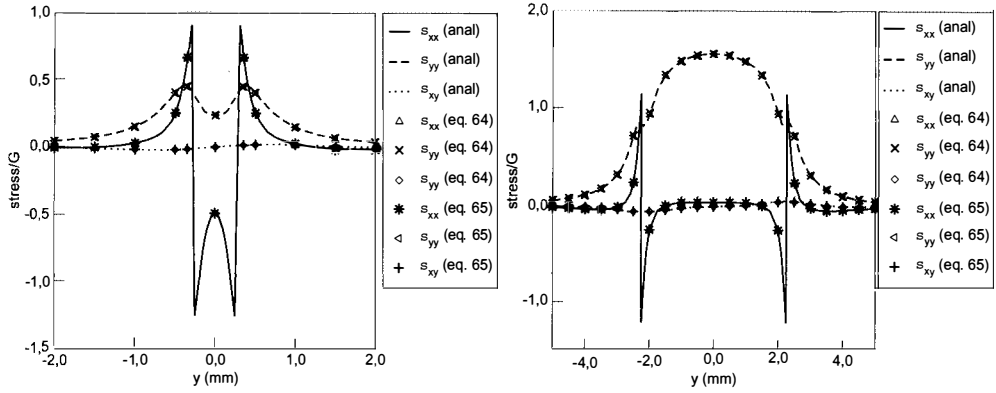 1,0
0,5
0,0
-0,5
-1,0
-1,5
stress/G
-2,0
-1,0
0,0
1,0
2,0
y (mm)
s_xx (anal)
s_yy (anal)
s_xy (anal)
s_xx (eq. 64)
s_yy (eq. 64)
s_yy (eq. 64)
s_xx (eq. 65)
s_yy (eq. 65)
s_xy (eq. 65)
2,0
1,0
0,0
-1,0
stress/G
-4,0
-2,0
0,0
2,0
4,0
y (mm)
s_xx (anal)
s_yy (anal)
s_xy (anal)
s_xx (eq. 64)
s_yy (eq. 64)
s_yy (eq. 64)
s_xx (eq. 65)
s_yy (eq. 65)
s_xy (eq. 65)